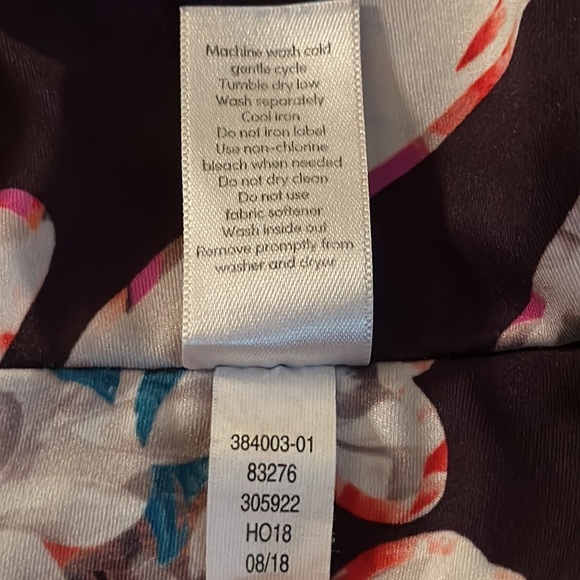 Machine wash cold
gentle cycle
Tumble dry low
Wash separately
Cool iron
Do not iron label
Use non-chlorine
bleach when needed
Do not dry clean
Do not use
fabric softener
Wash inside out
Remove promptly from
washer and dryer
384003-01
83276
305922
HO18
08/18